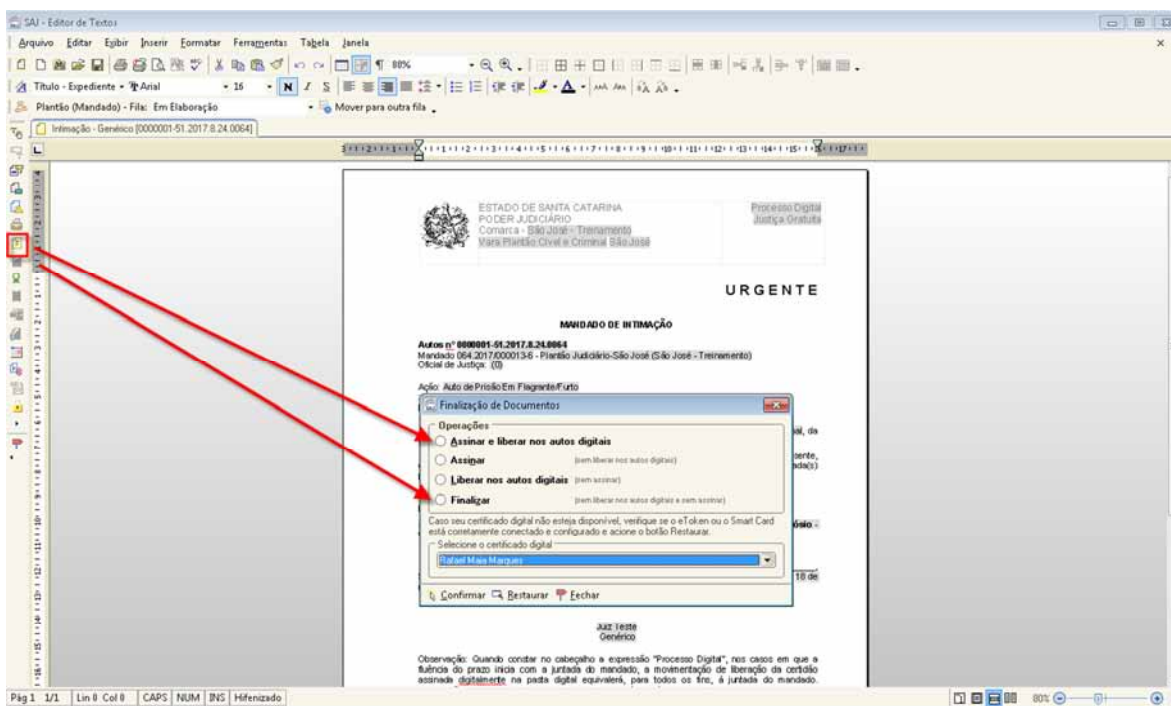 SAJ - Editor de Textos
Arquivo Editar Exibir Inserir Formatar Ferramentas Tabela Janela
80%
Título - Expediente Arial 16 N I S
Plantão (Mandado) - Fila: Em Elaboração Mover para outra fila
Intimação - Genérico [0000001-51.2017.8.24.0064]
ESTADO DE SANTA CATARINA
PODER JUDICIÁRIO
Comarca - São José - Treinamento
Vara Plantão Cível e Criminal São José
Processo Digital
Justiça Gratuita
URGENTE
MANDADO DE INTIMAÇÃO
Autos nº 0000001-51.2017.8.24.0064
Mandado 064.2017/000013-6 - Plantão Judiciário-São José (São José - Treinamento)
Oficial de Justiça: (0)
Ação: Auto de Prisão Em Flagrante/Furto
Finalização de Documentos
Operações
Assinar e liberar nos autos digitais
Assinar (sem liberar nos autos digitais)
Liberar nos autos digitais (sem assinar)
Finalizar (sem liberar nos autos digitais e sem assinar)
Caso seu certificado digital não esteja disponível, verifique se o eToken ou o Smart Card
está corretamente conectado e configurado e acione o botão Restaurar.
Selecione o certificado digital
Rafael Maia Marques
Confirmar Restaurar Fechar
18 de
Juiz Teste
Genérico
Observação: Quando constar no cabeçalho a expressão "Processo Digital", nos casos em que a
fluência do prazo inicia com a juntada do mandado, a movimentação de liberação da certidão
assinada digitalmente na pasta digital equivalerá, para todos os fins, à juntada do mandado.
Pág 1 1/1 Lin 0 Col 0 CAPS NUM INS Hifenizado 80%